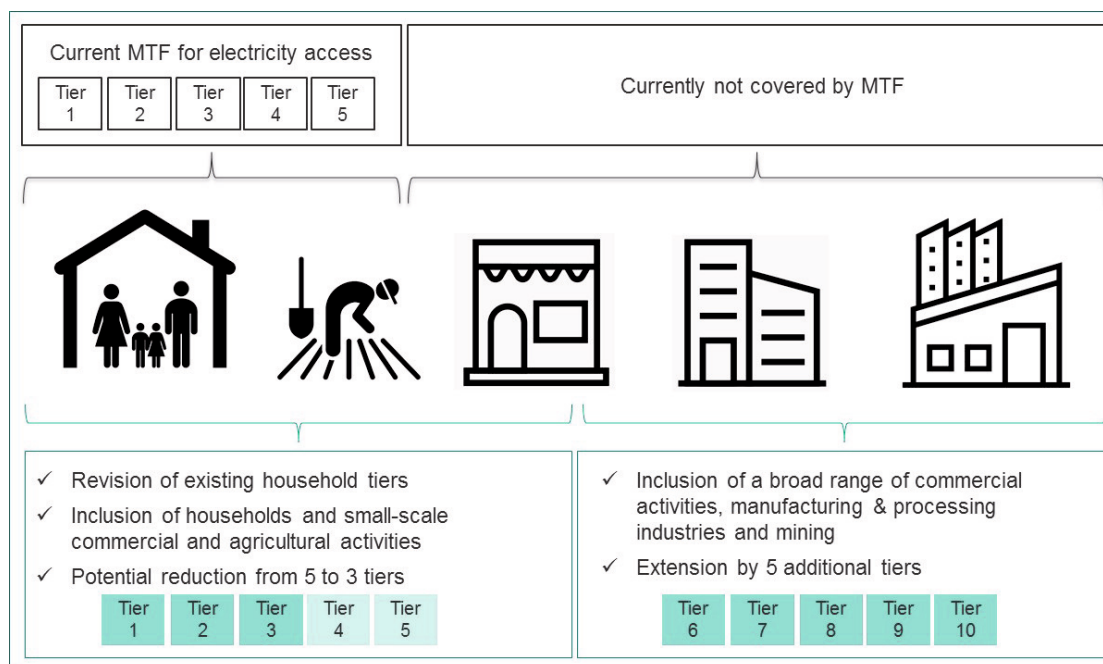 Current MTF for electricity access
Tier 1
Tier 2
Tier 3
Tier 4
Tier 5
Currently not covered by MTF
✓ Revision of existing household tiers
✓ Inclusion of households and small-scale
commercial and agricultural activities
✓ Potential reduction from 5 to 3 tiers
Tier 1
Tier 2
Tier 3
Tier 4
Tier 5
✓ Inclusion of a broad range of commercial
activities, manufacturing & processing
industries and mining
✓ Extension by 5 additional tiers
Tier 6
Tier 7
Tier 8
Tier 9
Tier 10